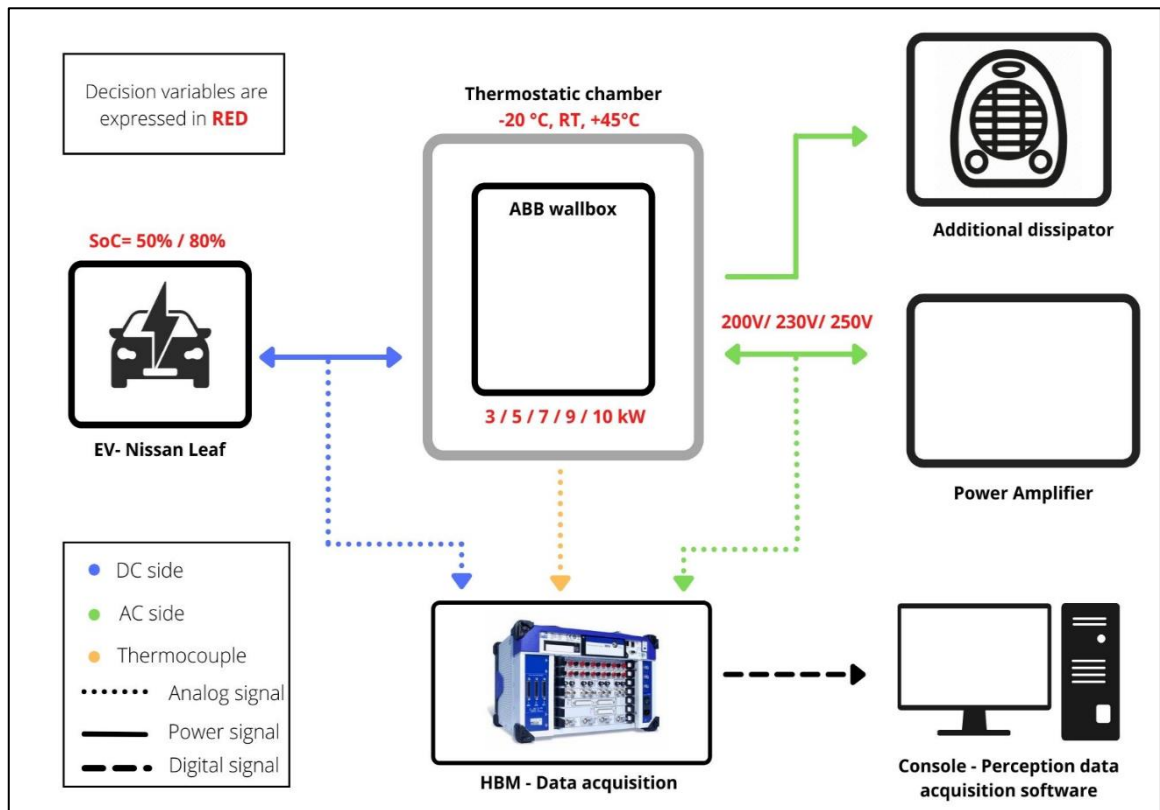 Decision variables are
expressed in RED
Thermostatic chamber
-20 °C, RT, +45°C
ABB wallbox
3 / 5 / 7 / 9 / 10 kW
Additional dissipator
SoC= 50% / 80%
EV- Nissan Leaf
200V/ 230V/ 250V
Power Amplifier
DC side
AC side
Thermocouple
Analog signal
Power signal
Digital signal
HBM - Data acquisition
Console - Perception data
acquisition software